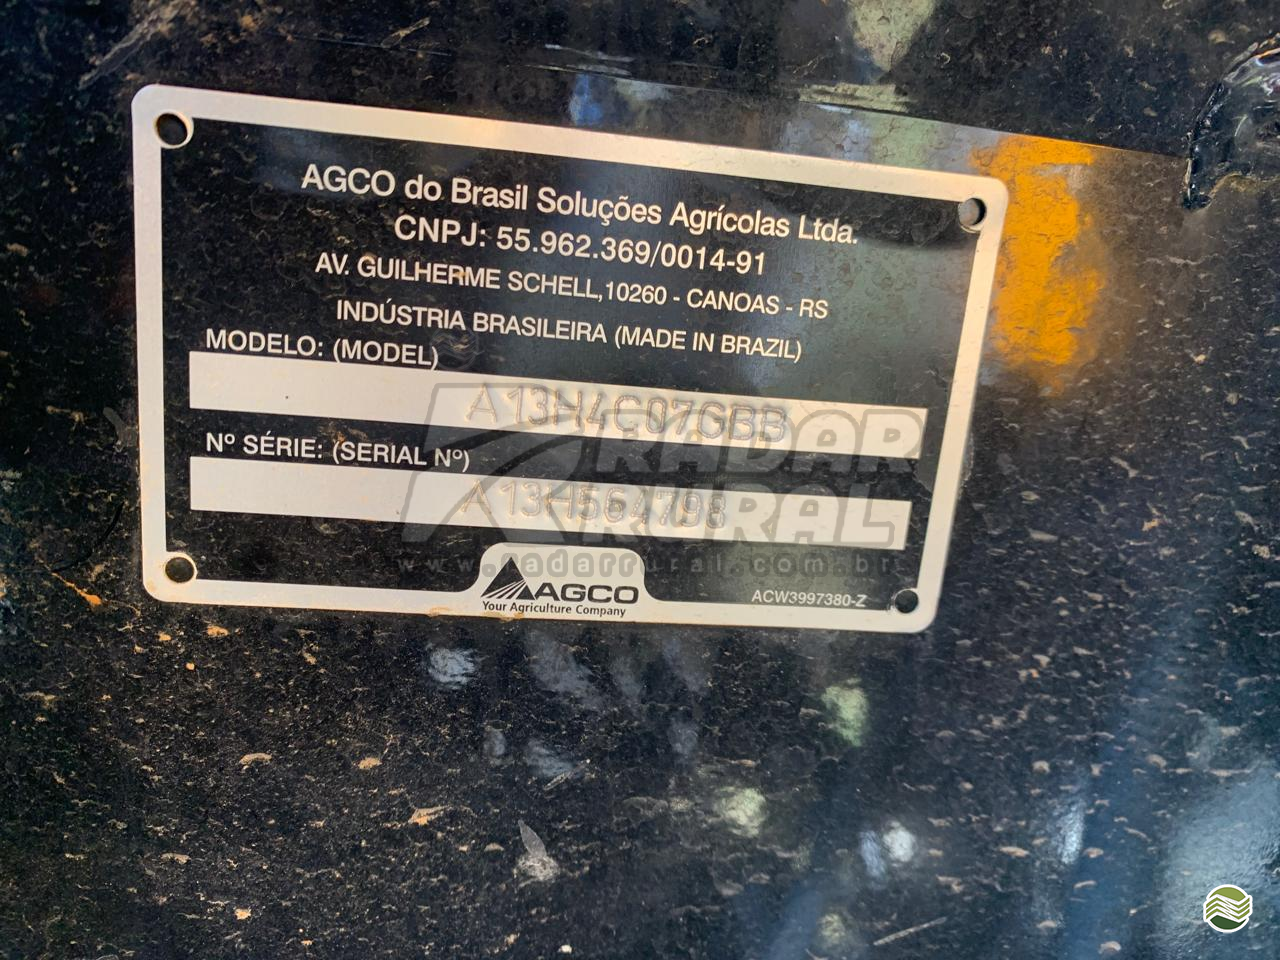 AGCO do Brasil Soluções Agrícolas Ltda.
CNPJ: 55.962.369/0014-91
AV. GUILHERME SCHELL,10260 - CANOAS - RS
INDÚSTRIA BRASILEIRA (MADE IN BRAZIL)
MODELO: (MODEL)
A13H4C07GBB
Nº SÉRIE: (SERIAL Nº)
A13H564798
RADAR
RURAL
www.radarrural.com.br
AGCO
Your Agriculture Company
ACW3997380-Z